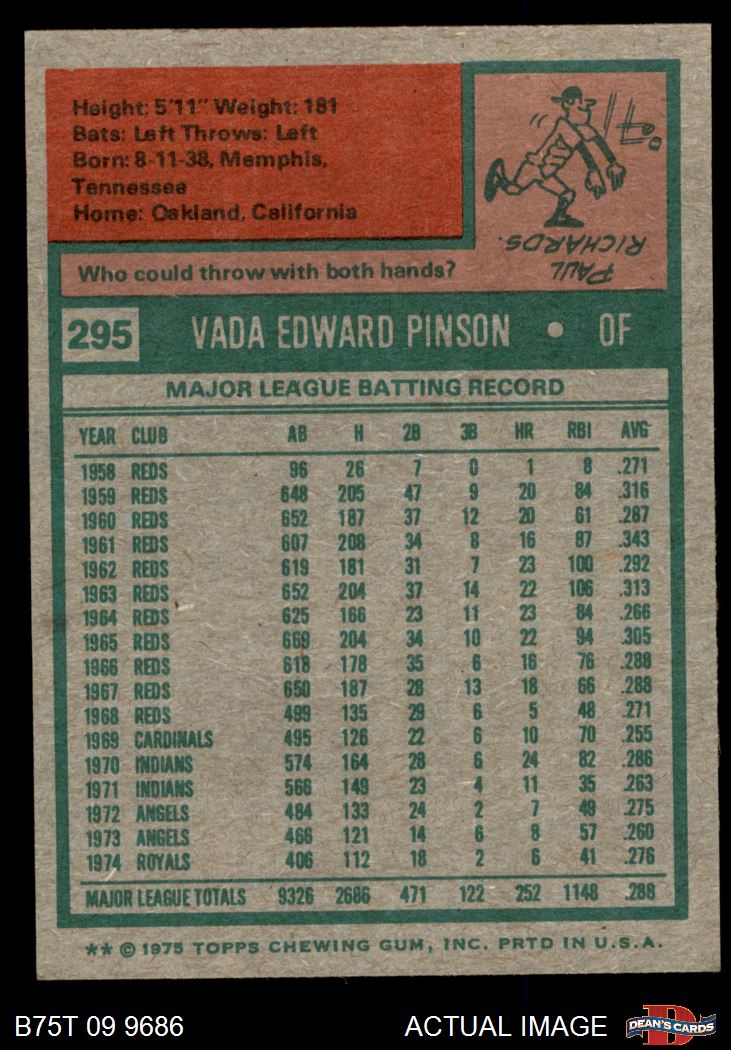 Height: 5'11" Weight: 181
Bats: Left Throws: Left
Born: 8-11-38, Memphis,
Tennessee
Home: Oakland, California
PAUL
RICHARDS.
Who could throw with both hands?
295 VADA EDWARD PINSON • OF
MAJOR LEAGUE BATTING RECORD
YEAR CLUB AB H 2B 3B HR RBI AVG
1958 REDS 96 26 7 0 1 8 .271
1959 REDS 648 205 47 9 20 84 .316
1960 REDS 652 187 37 12 20 61 .287
1961 REDS 607 208 34 8 16 87 .343
1962 REDS 619 181 31 7 23 100 .292
1963 REDS 652 204 37 14 22 106 .313
1964 REDS 625 166 23 11 23 84 .266
1965 REDS 669 204 34 10 22 94 .305
1966 REDS 618 178 35 6 16 76 .288
1967 REDS 650 187 28 13 18 66 .288
1968 REDS 499 135 29 6 5 48 .271
1969 CARDINALS 495 126 22 6 10 70 .255
1970 INDIANS 574 164 28 6 24 82 .286
1971 INDIANS 566 149 23 4 11 35 .263
1972 ANGELS 484 133 24 2 7 49 .275
1973 ANGELS 466 121 14 6 8 57 .260
1974 ROYALS 406 112 18 2 6 41 .276
MAJOR LEAGUE TOTALS 9326 2686 471 122 252 1148 .288
** © 1975 TOPPS CHEWING GUM, INC. PRTD IN U.S.A.
B75T 09 9686 ACTUAL IMAGE D DEAN'S CARDS